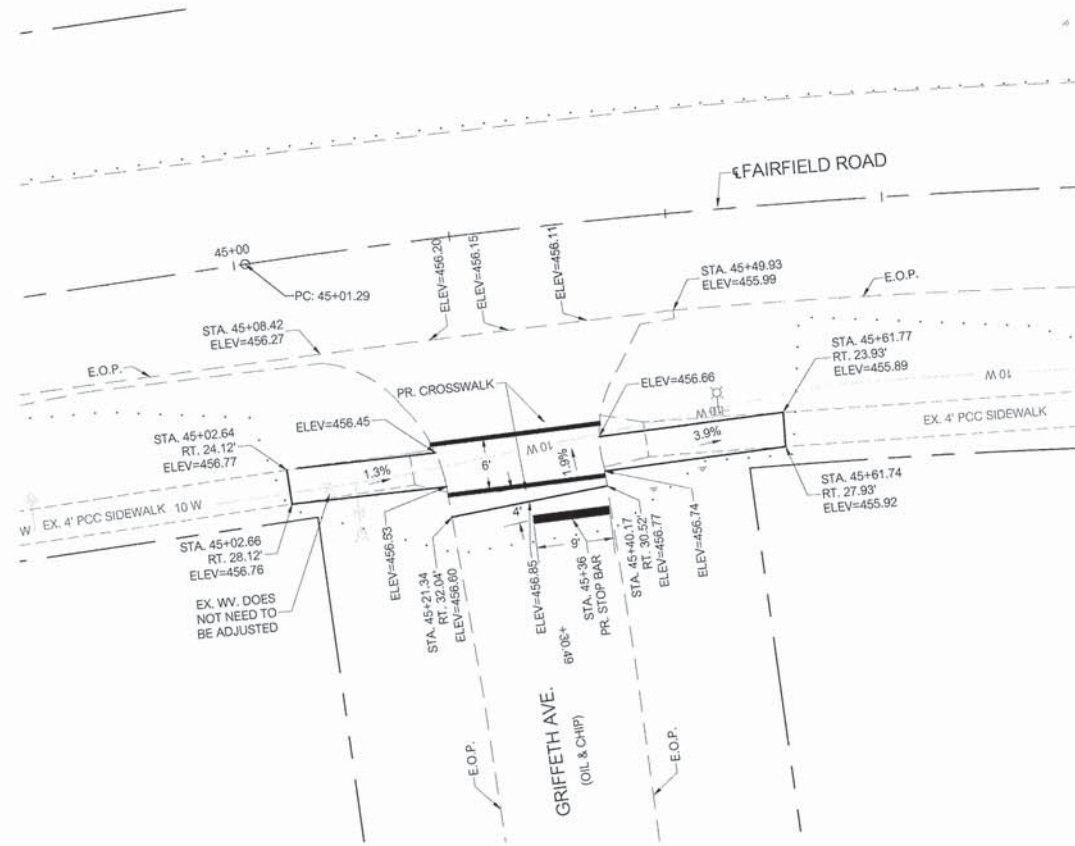 ℄FAIRFIELD ROAD
45+00
PC: 45+01.29
ELEV=456.20
ELEV=456.15
ELEV=456.11
STA. 45+49.93
ELEV=455.99
E.O.P.
STA. 45+08.42
ELEV=456.27
E.O.P.
STA. 45+61.77
RT. 23.93'
ELEV=455.89
PR. CROSSWALK
ELEV=456.66
10 W
10 W
EX. 4' PCC SIDEWALK
ELEV=456.45
STA. 45+02.64
RT. 24.12'
ELEV=456.77
10 W
3.9%
1.3%
6'
1.9%
4'
W
EX. 4' PCC SIDEWALK
10 W
STA. 45+61.74
RT. 27.93'
ELEV=455.92
STA. 45+02.66
RT. 28.12'
ELEV=456.76
EX. WV. DOES
NOT NEED TO
BE ADJUSTED
ELEV=456.53
STA. 45+21.34
RT. 32.04'
ELEV=456.60
ELEV=456.85
+30.49
STA. 45+36
PR. STOP BAR
STA. 45+40.17
RT. 30.52'
ELEV=456.77
ELEV=456.74
GRIFFETH AVE.
(OIL & CHIP)
E.O.P.
E.O.P.